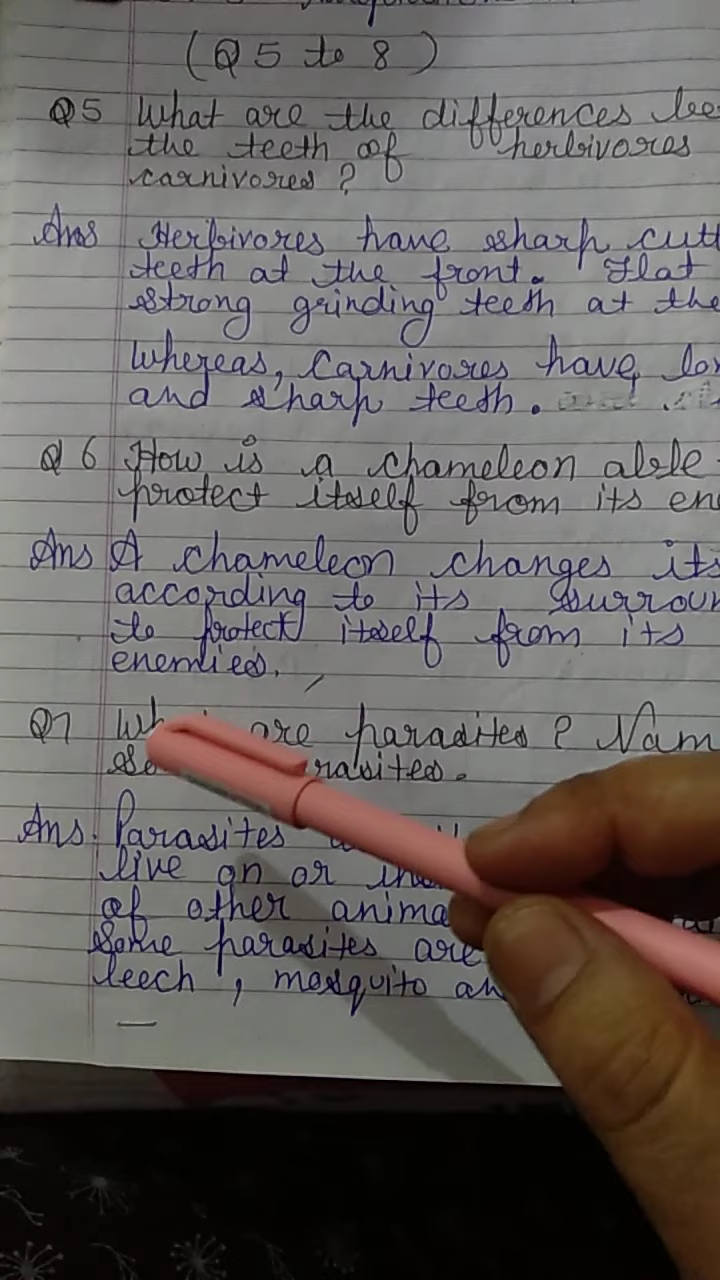 (Q 5 to 8)
Q5 What are the differences
the teeth of herbivores
carnivores ?
Ans Herbivores have sharp
teeth at the front. Flat
strong grinding teeth at the
whereas, carnivores have
and sharp teeth.
Q 6 How is a chameleon able
protect itself from its
Ans A chameleon changes its
according to its
to protect itself from its
enemies.
Q7 are parasites ?
Ans. Parasites
live on or
of other
Some parasites are
leech , mosquito